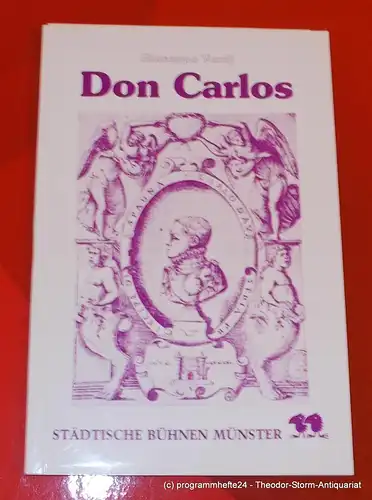 Giuseppe Verdi
Don Carlos
STÄDTISCHE BÜHNEN MÜNSTER
(c) programmhefte24 - Theodor-Storm-Antiquariat